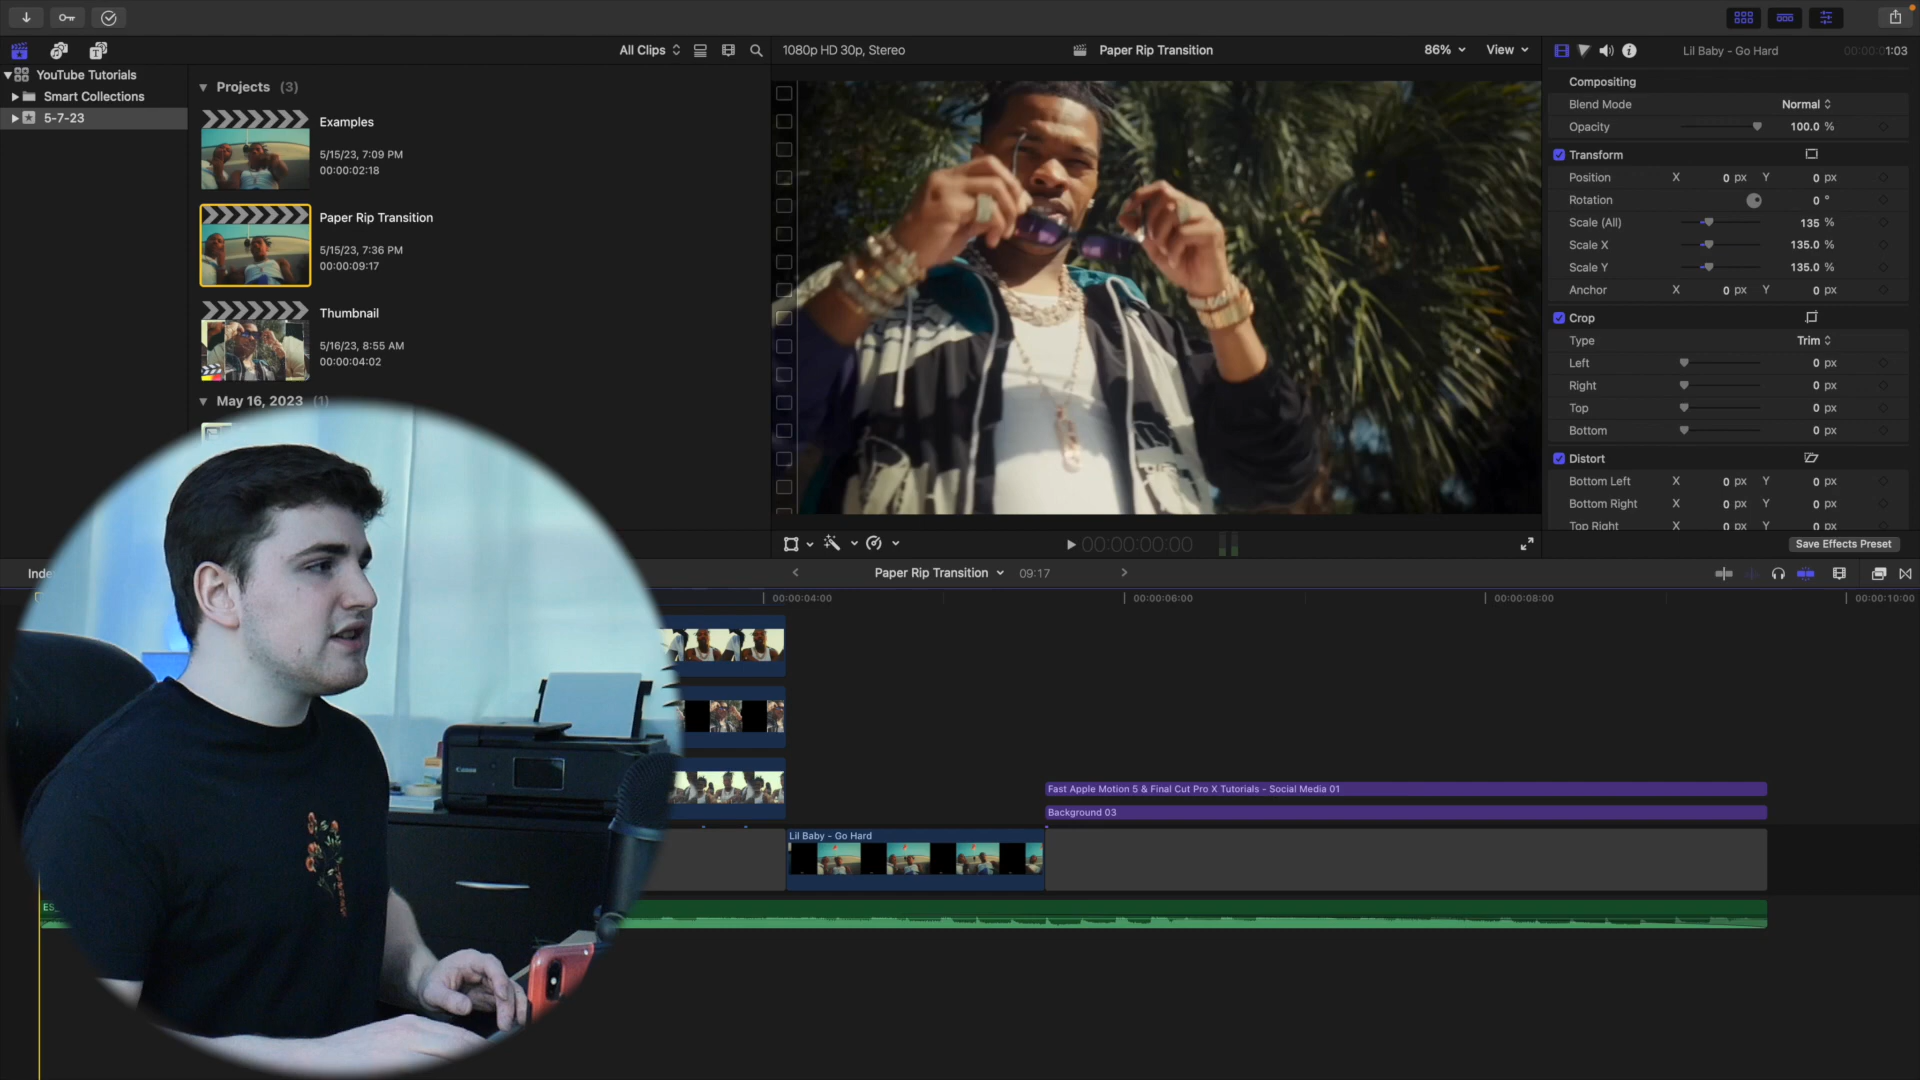 All Clips
1080p HD 30p, Stereo
Paper Rip Transition
86%
View
Lil Baby - Go Hard
00:00:01:03
YouTube Tutorials
Smart Collections
5-7-23
Projects (3)
Examples
5/15/23, 7:09 PM
00:00:02:18
Paper Rip Transition
5/15/23, 7:36 PM
00:00:09:17
Thumbnail
5/16/23, 8:55 AM
00:00:04:02
May 16, 2023 (1)
Compositing
Blend Mode Normal
Opacity 100.0 %
Transform
Position X 0 px Y 0 px
Rotation 0 °
Scale (All) 135 %
Scale X 135.0 %
Scale Y 135.0 %
Anchor X 0 px Y 0 px
Crop
Type Trim
Left 0 px
Right 0 px
Top 0 px
Bottom 0 px
Distort
Bottom Left X 0 px Y 0 px
Bottom Right X 0 px Y 0 px
Top Right X 0 px Y 0 px
Save Effects Preset
00:00:00:00
Inde
Paper Rip Transition 09:17
00:00:04:00
00:00:06:00
00:00:08:00
00:00:10:00
Fast Apple Motion 5 & Final Cut Pro X Tutorials - Social Media 01
Background 03
Lil Baby - Go Hard
ES_
Canon